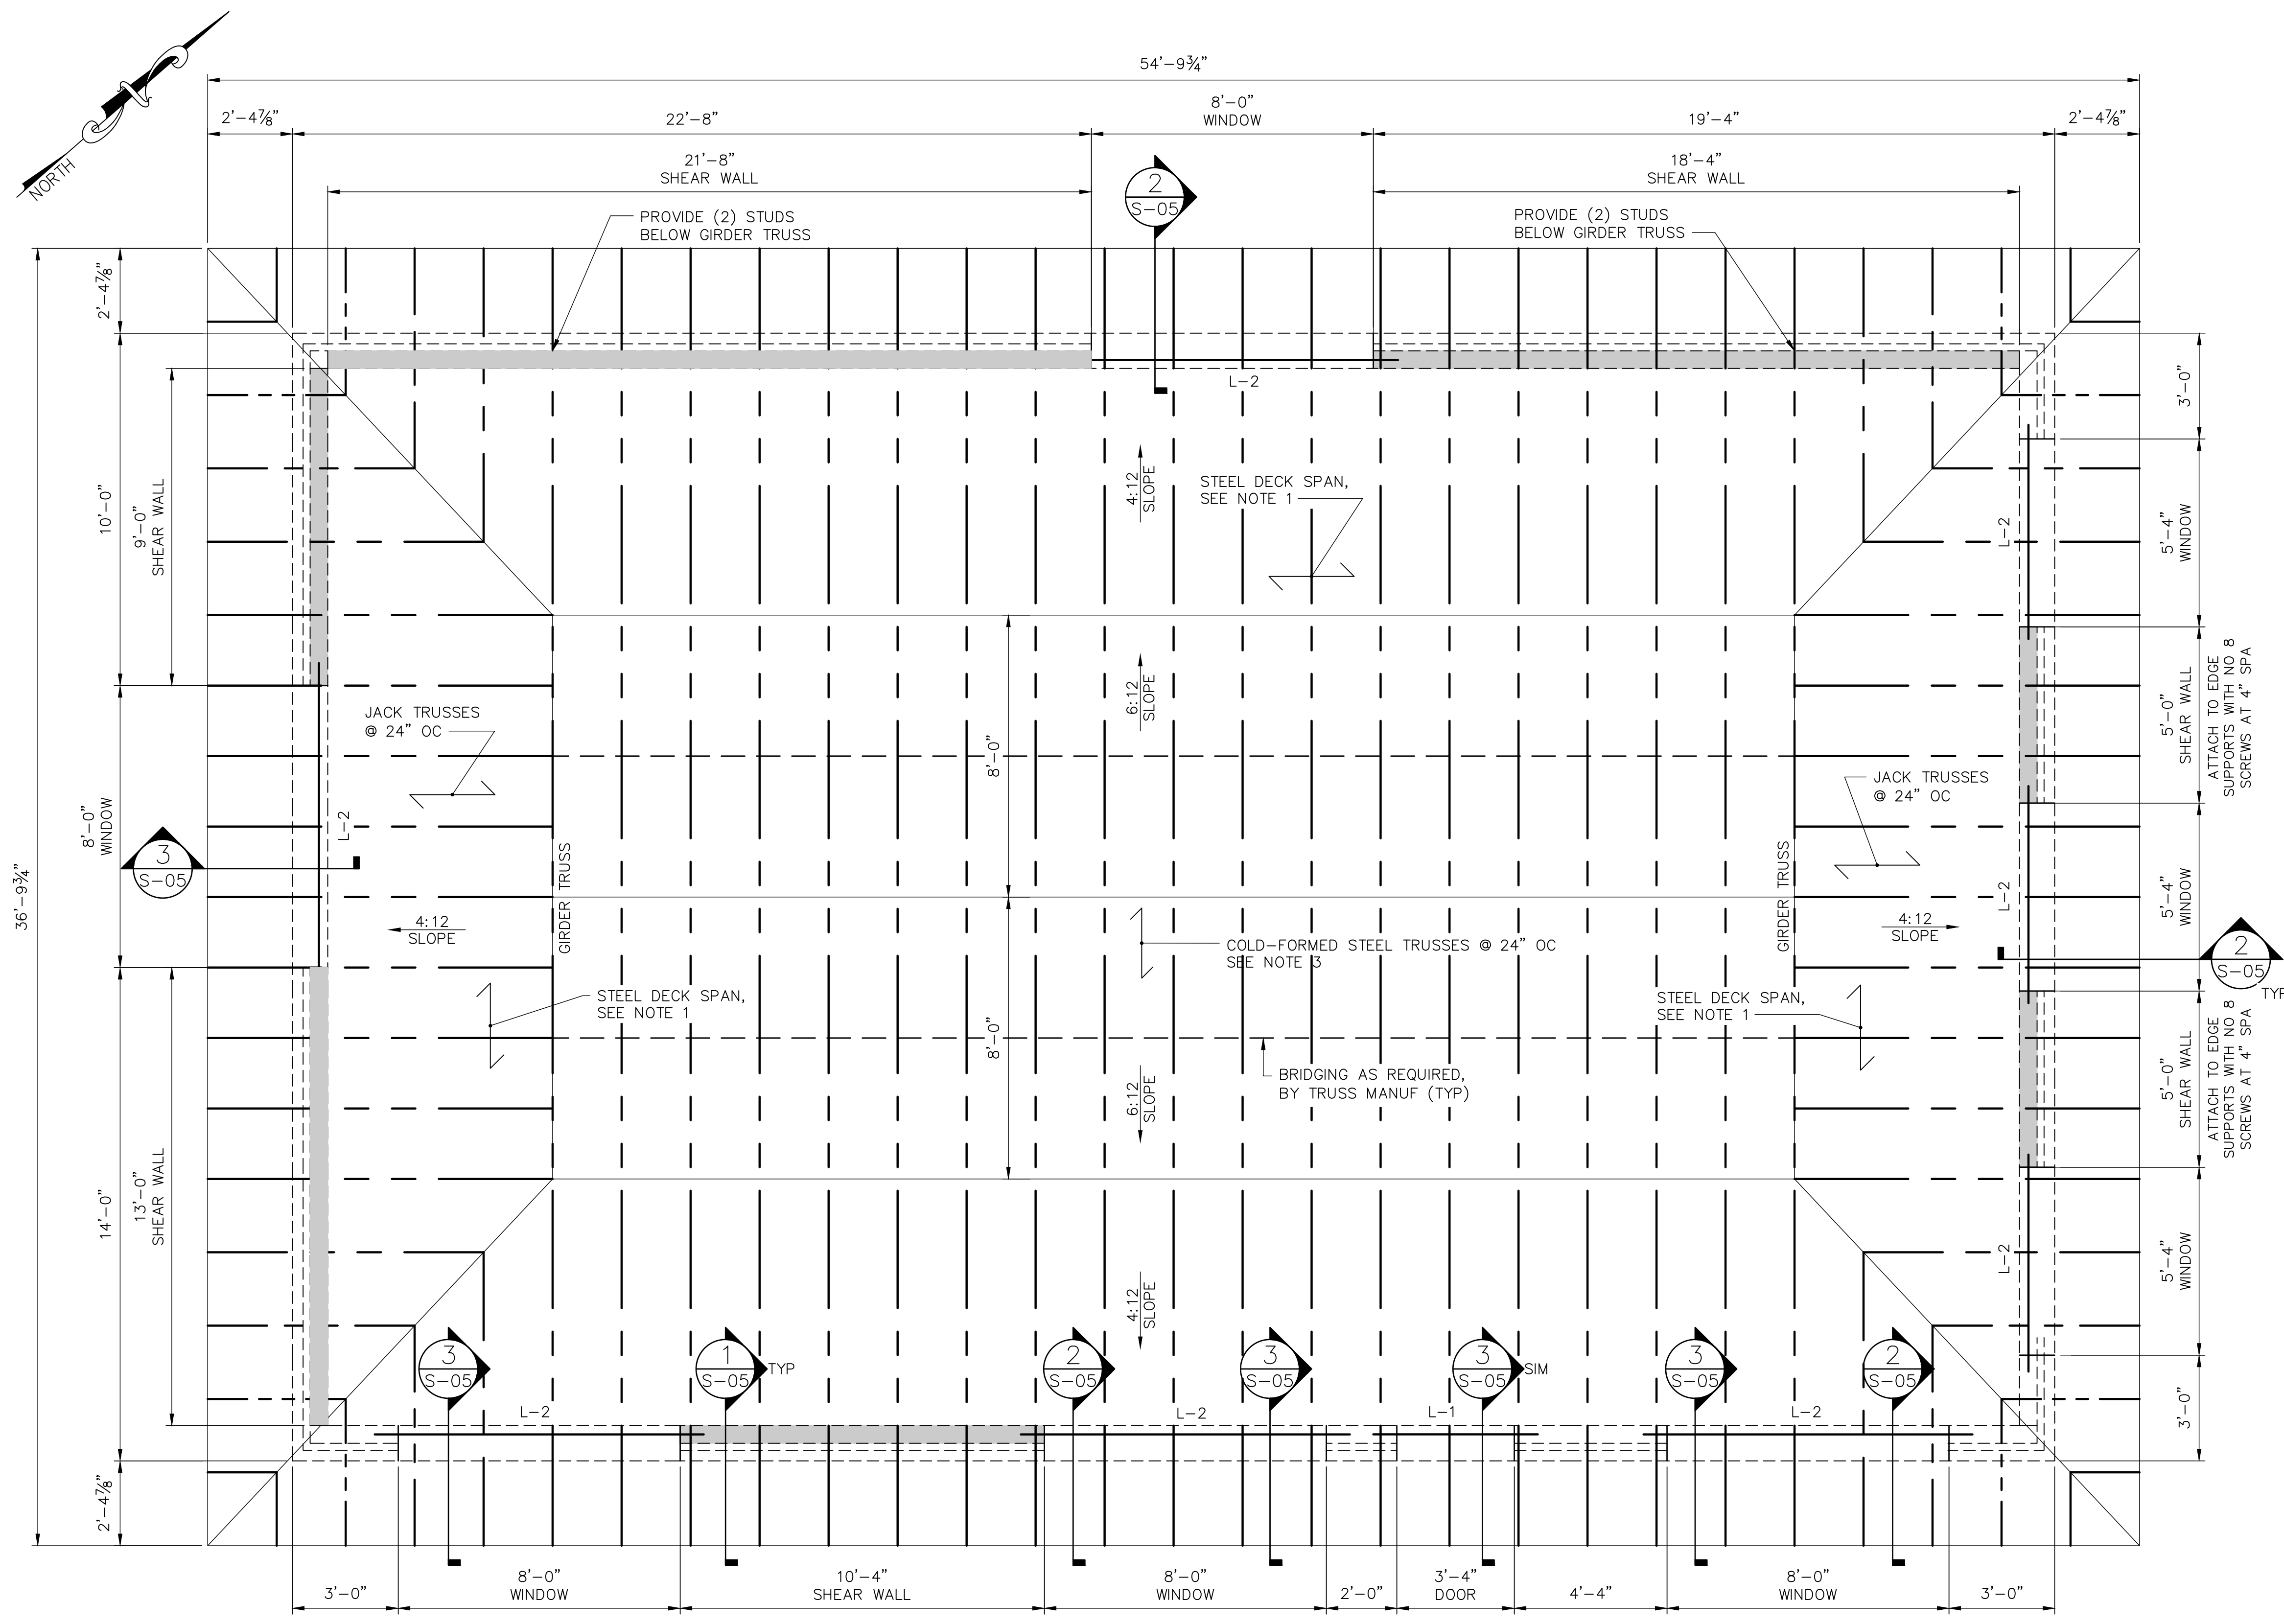 NORTH
54'-9¾"
2'-4⅞"
22'-8"
8'-0"
WINDOW
19'-4"
2'-4⅞"
21'-8"
SHEAR WALL
18'-4"
SHEAR WALL
2
S-05
PROVIDE (2) STUDS
BELOW GIRDER TRUSS
PROVIDE (2) STUDS
BELOW GIRDER TRUSS
36'-9¾"
2'-4⅞"
10'-0"
9'-0"
SHEAR WALL
8'-0"
WINDOW
14'-0"
13'-0"
SHEAR WALL
2'-4⅞"
L-2
4:12
SLOPE
STEEL DECK SPAN,
SEE NOTE 1
6:12
SLOPE
JACK TRUSSES
@ 24" OC
L-2
3
S-05
4:12
SLOPE
GIRDER TRUSS
8'-0"
8'-0"
COLD-FORMED STEEL TRUSSES @ 24" OC
SEE NOTE 3
STEEL DECK SPAN,
SEE NOTE 1
BRIDGING AS REQUIRED,
BY TRUSS MANUF (TYP)
6:12
SLOPE
4:12
SLOPE
GIRDER TRUSS
JACK TRUSSES
@ 24" OC
4:12
SLOPE
STEEL DECK SPAN,
SEE NOTE 1
L-2
L-2
L-2
3'-0"
5'-4"
WINDOW
5'-0"
SHEAR WALL
ATTACH TO EDGE
SUPPORTS WITH NO 8
SCREWS AT 4" SPA
5'-4"
WINDOW
2
S-05
TYP
5'-0"
SHEAR WALL
ATTACH TO EDGE
SUPPORTS WITH NO 8
SCREWS AT 4" SPA
5'-4"
WINDOW
3'-0"
3
S-05
1
S-05
TYP
2
S-05
3
S-05
3
S-05
SIM
3
S-05
2
S-05
L-2
L-2
L-1
L-2
3'-0"
8'-0"
WINDOW
10'-4"
SHEAR WALL
8'-0"
WINDOW
2'-0"
3'-4"
DOOR
4'-4"
8'-0"
WINDOW
3'-0"